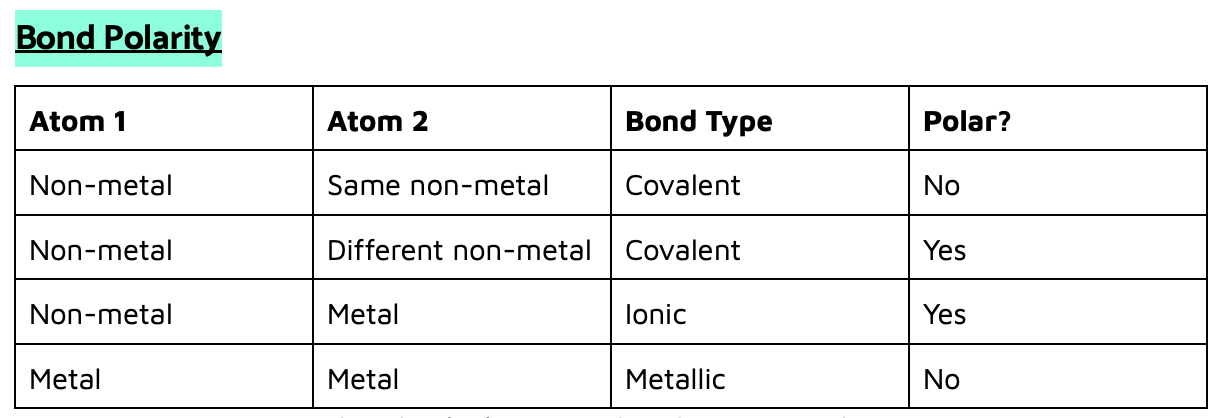 Bond Polarity
Atom 1 Atom 2 Bond Type Polar?
Non-metal Same non-metal Covalent No
Non-metal Different non-metal Covalent Yes
Non-metal Metal Ionic Yes
Metal Metal Metallic No